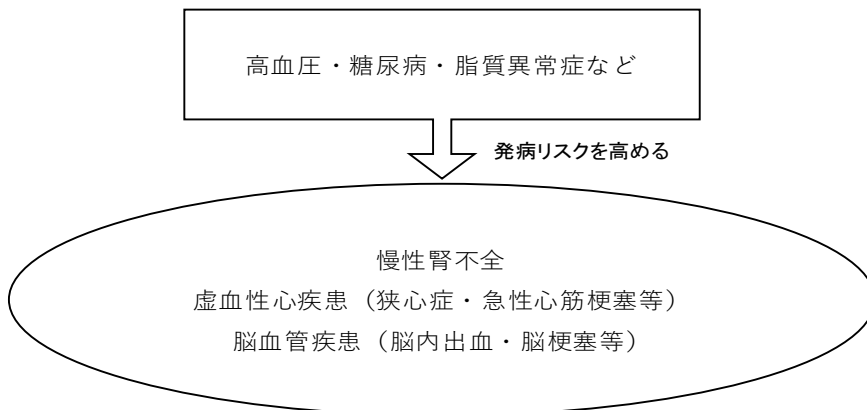 高血圧・糖尿病・脂質異常症など
発病リスクを高める
慢性腎不全
虚血性心疾患（狭心症・急性心筋梗塞等）
脳血管疾患（脳内出血・脳梗塞等）